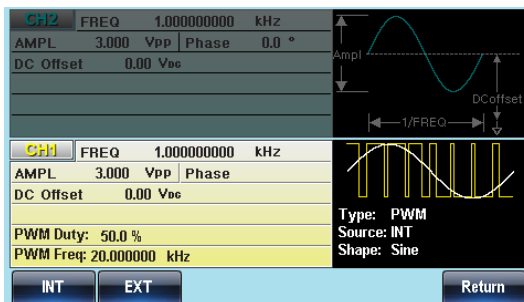 CH2 FREQ 1.000000000 kHz
AMPL 3.000 VPP Phase 0.0 °
DC Offset 0.00 VDC
Ampl
DCoffset
1/FREQ
CH1 FREQ 1.000000000 kHz
AMPL 3.000 VPP Phase
DC Offset 0.00 VDC
PWM Duty: 50.0 %
PWM Freq: 20.000000 kHz
Type: PWM
Source: INT
Shape: Sine
INT EXT Return